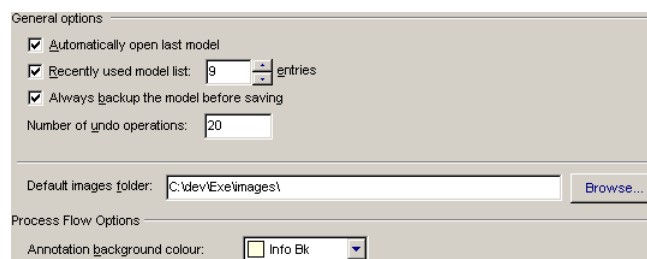 General options
Automatically open last model
Recently used model list: 9 entries
Always backup the model before saving
Number of undo operations: 20
Default images folder: C:\dev\Exe\images\ Browse...
Process Flow Options
Annotation background colour: Info Bk